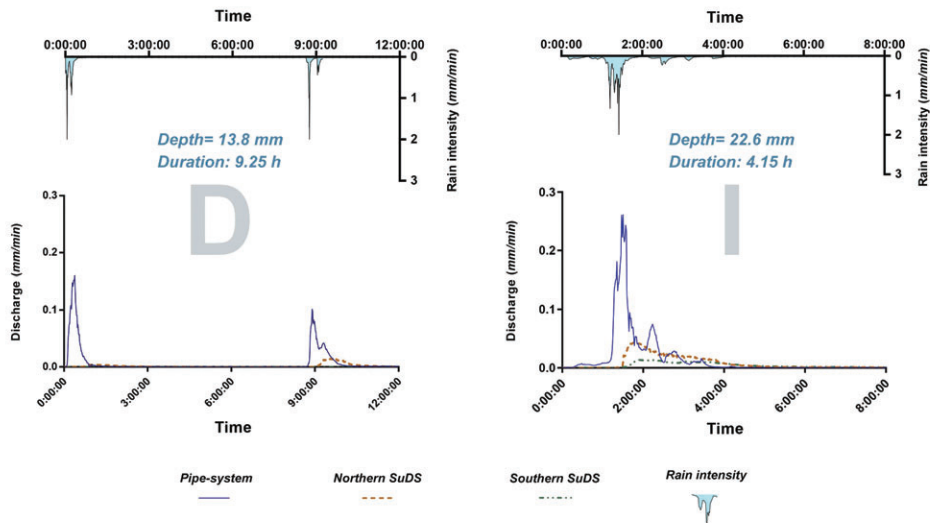 Time
0:00:00 3:00:00 6:00:00 9:00:00 12:00:00
0
1
2
3
Rain intensity (mm/min)
Depth= 13.8 mm
Duration: 9.25 h
D
0.3
0.2
0.1
0.0
Discharge (mm/min)
0:00:00 3:00:00 6:00:00 9:00:00 12:00:00
Time
Time
0:00:00 2:00:00 4:00:00 6:00:00 8:00:00
0
1
2
3
Rain intensity (mm/min)
Depth= 22.6 mm
Duration: 4.15 h
I
0.3
0.2
0.1
0.0
Discharge (mm/min)
0:00:00 2:00:00 4:00:00 6:00:00 8:00:00
Time
Pipe-system Northern SuDS Southern SuDS Rain intensity